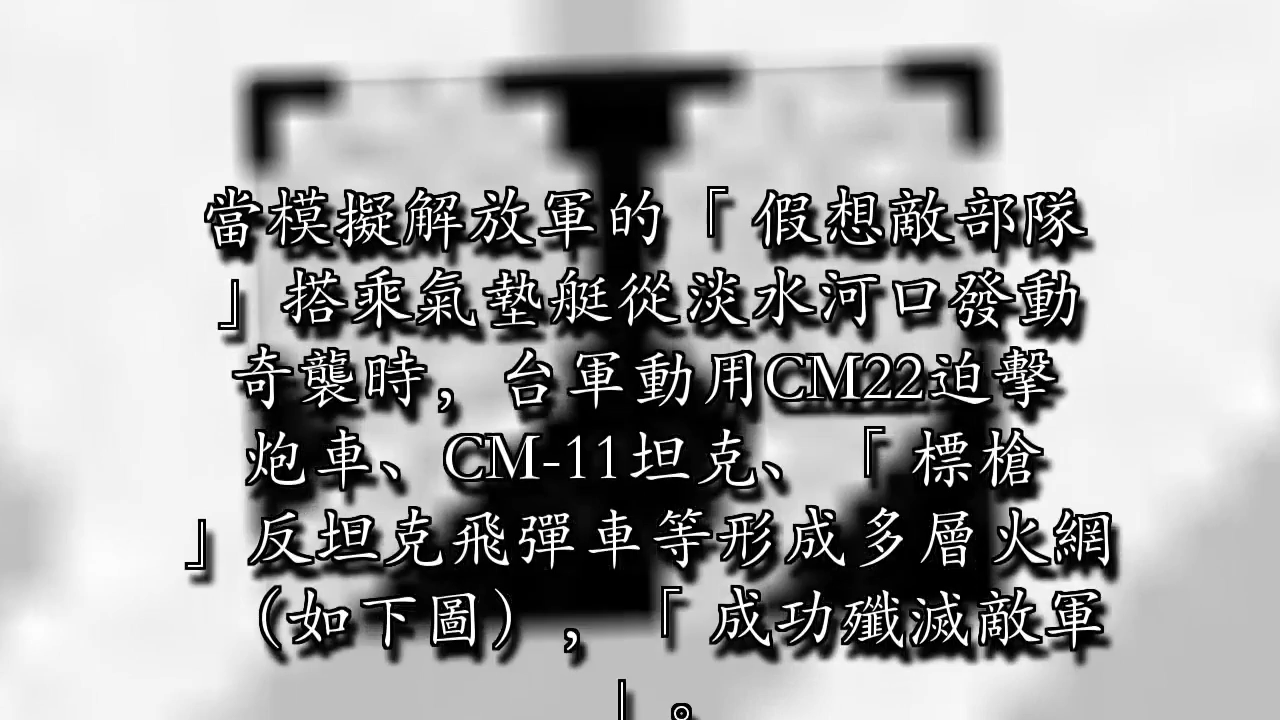 當模擬解放軍的「假想敵部隊
」搭乘氣墊艇從淡水河口發動
奇襲時，台軍動用CM22迫擊
炮車、CM-11坦克、「標槍
」反坦克飛彈車等形成多層火網
（如下圖），「成功殲滅敵軍
」。